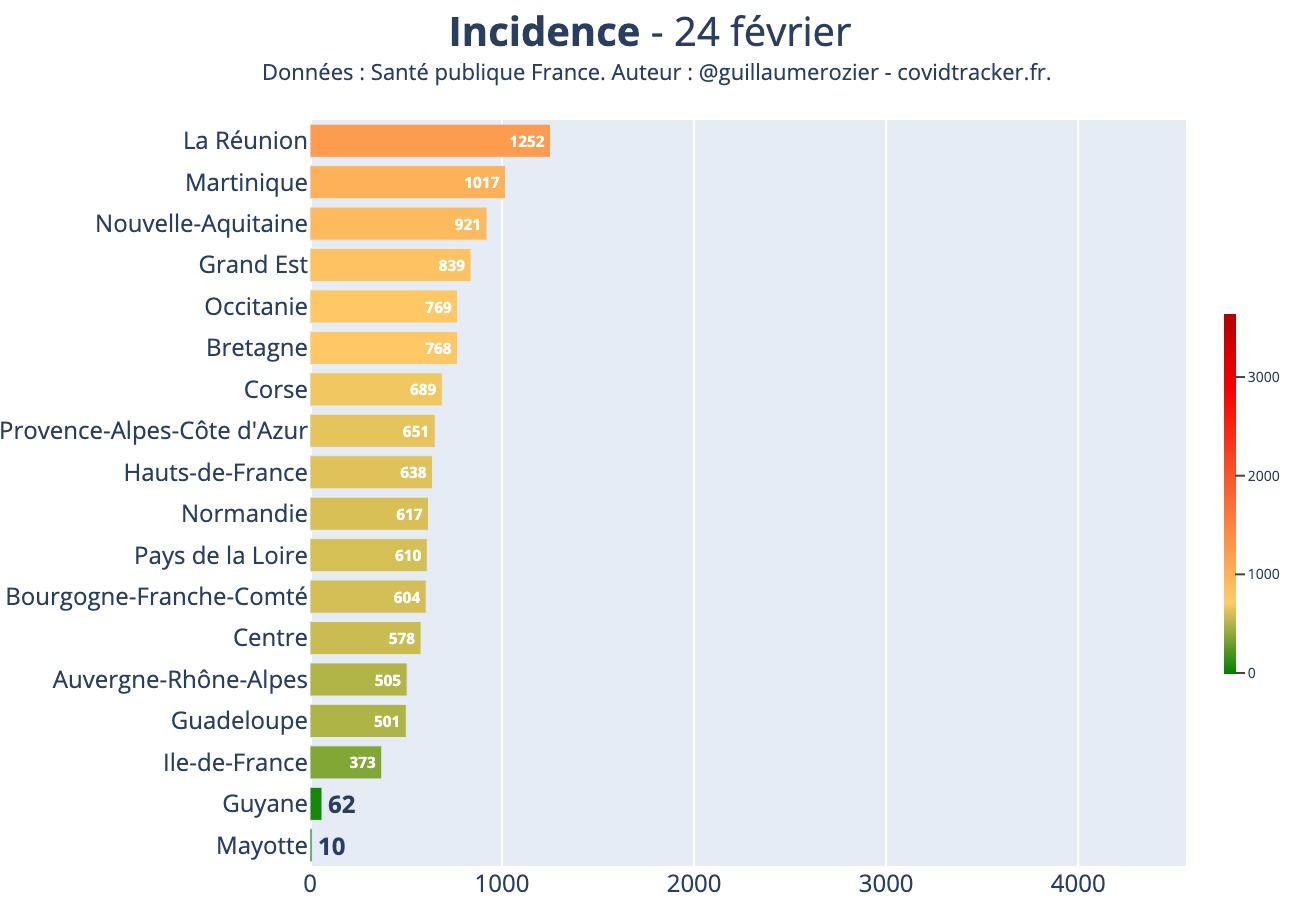 Incidence - 24 février
Données : Santé publique France. Auteur : @guillaumerozier - covidtracker.fr.
La Réunion 1252
Martinique 1017
Nouvelle-Aquitaine 921
Grand Est 839
Occitanie 769
Bretagne 768
Corse 689
Provence-Alpes-Côte d'Azur 651
Hauts-de-France 638
Normandie 617
Pays de la Loire 610
Bourgogne-Franche-Comté 604
Centre 578
Auvergne-Rhône-Alpes 505
Guadeloupe 501
Ile-de-France 373
Guyane 62
Mayotte 10
0 1000 2000 3000 4000
3000
2000
1000
0